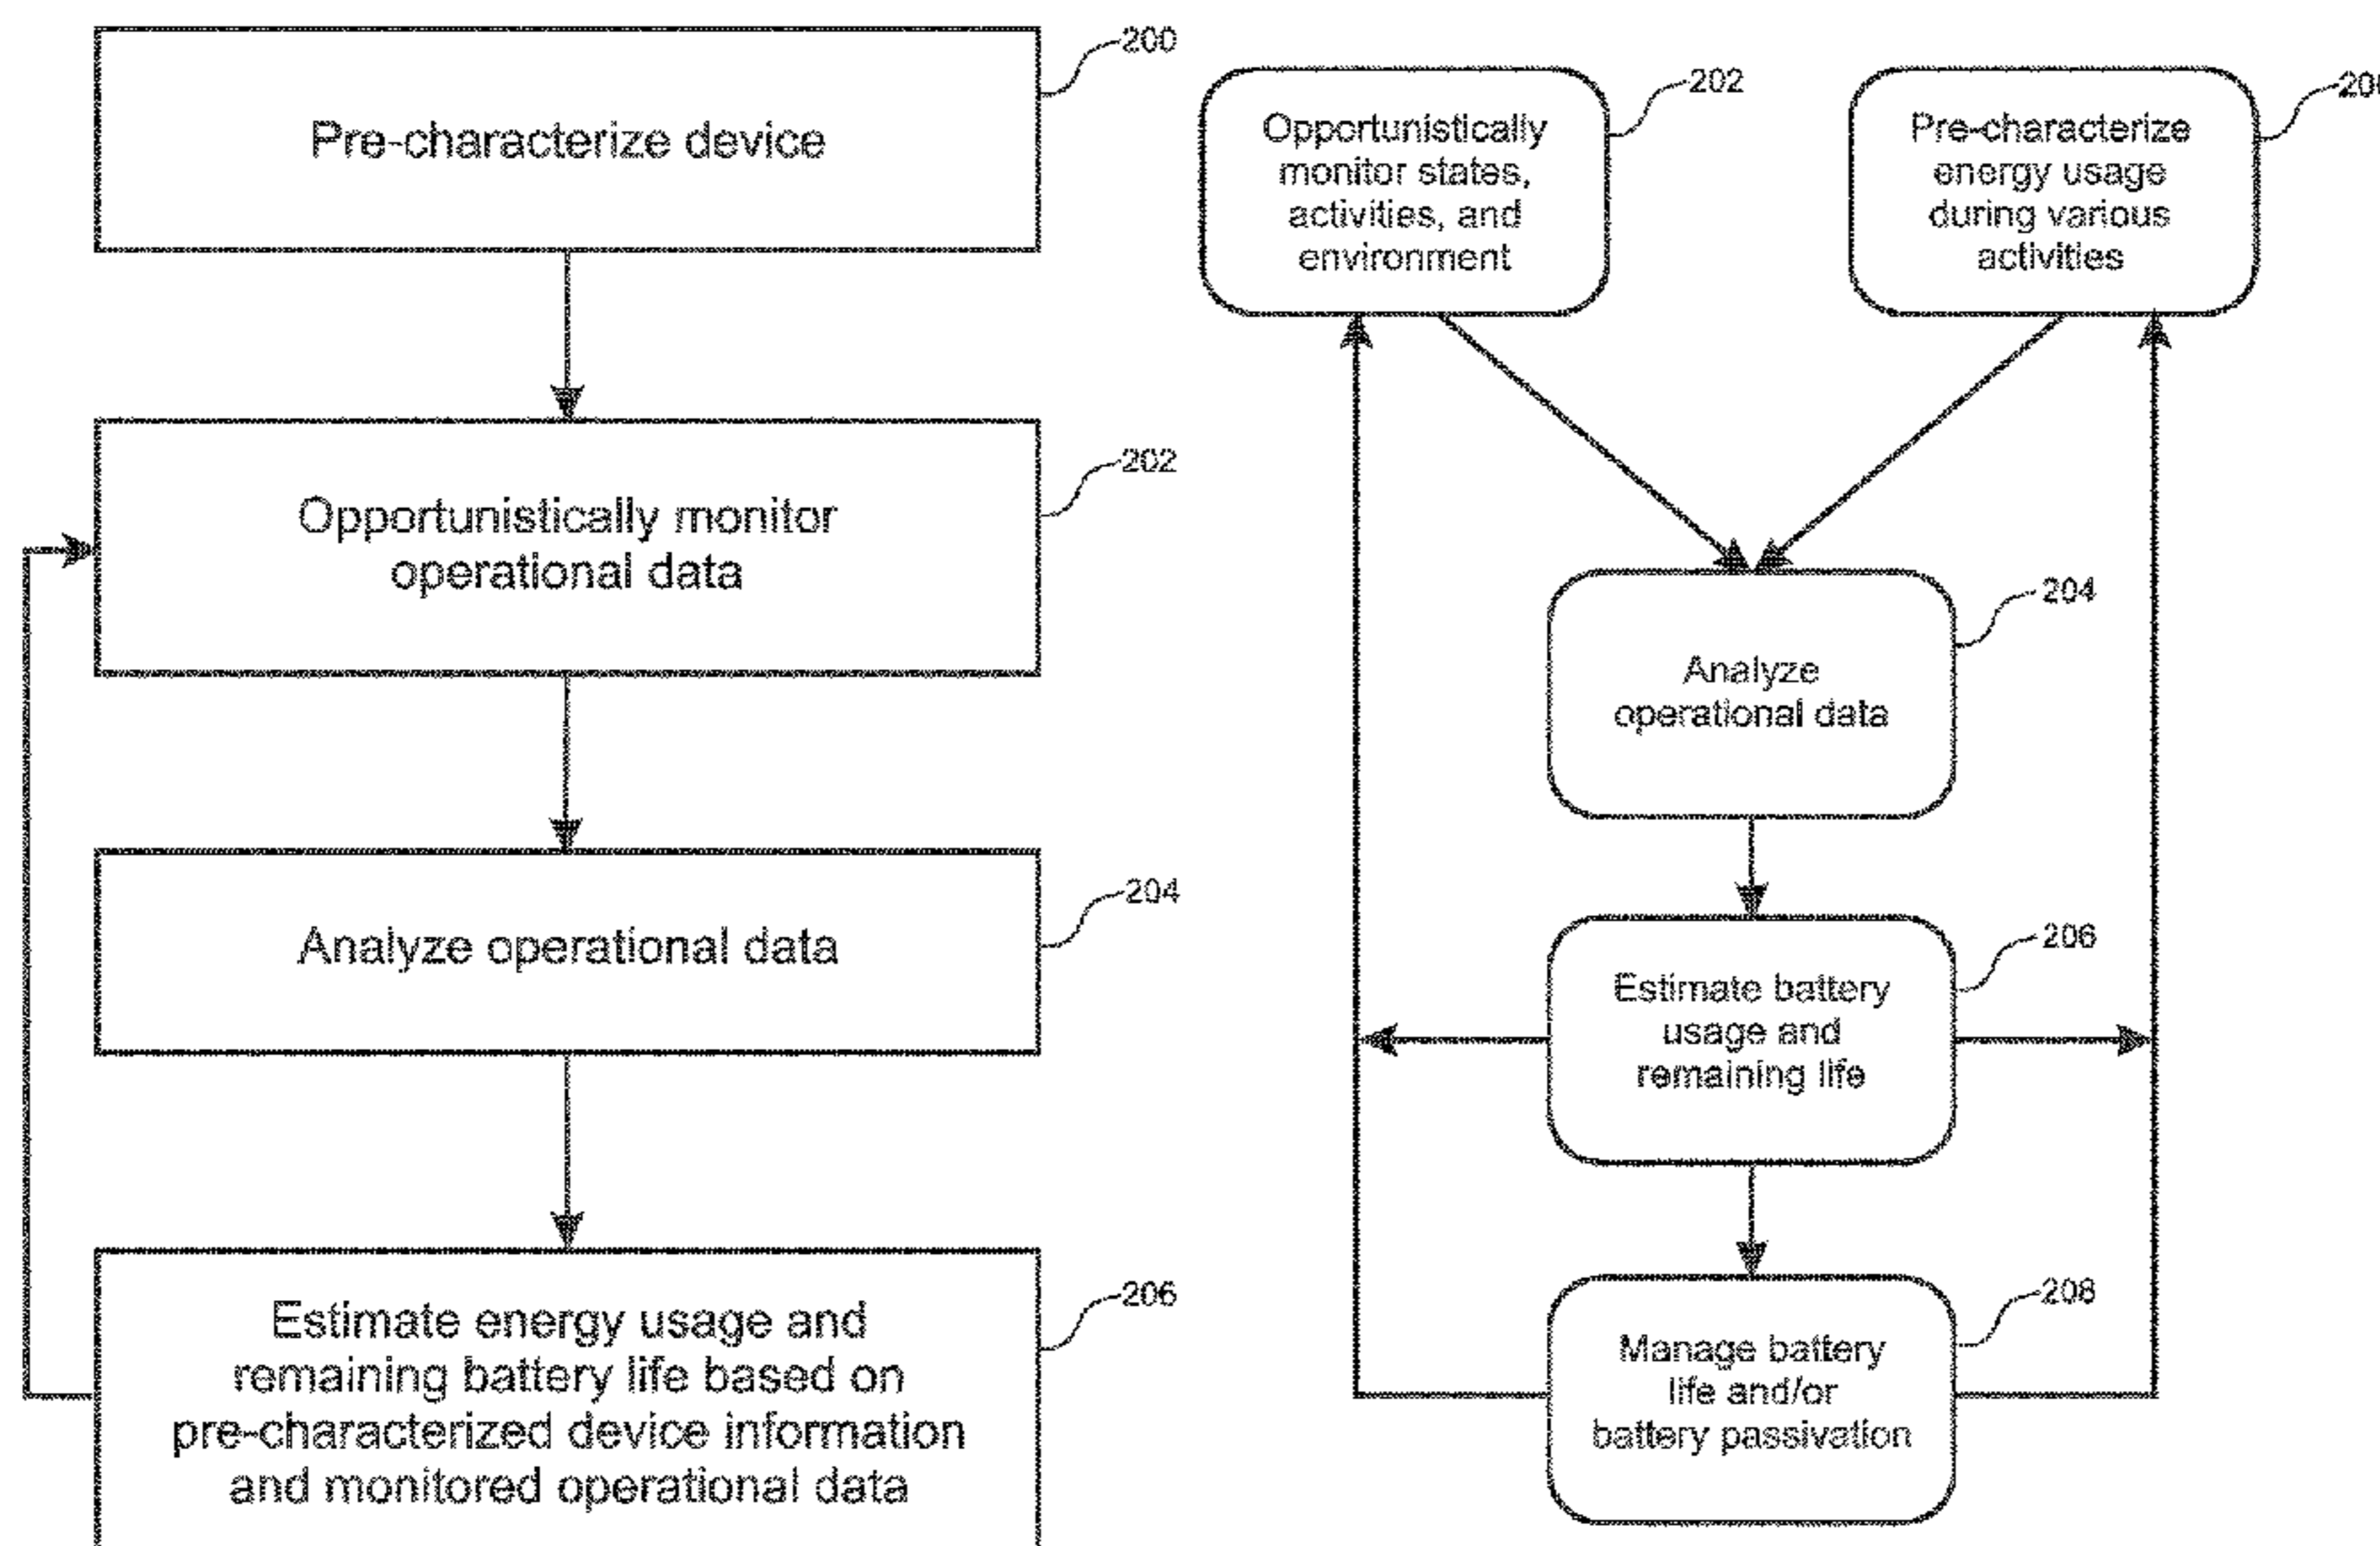 200
Pre-characterize device
202
Opportunistically monitor
operational data
204
Analyze operational data
206
Estimate energy usage and
remaining battery life based on
pre-characterized device information
and monitored operational data
202
Opportunistically
monitor states,
activities, and
environment
Pre-characterize
energy usage
during various
activities
204
Analyze
operational data
206
Estimate battery
usage and
remaining life
208
Manage battery
life and/or
battery passivation